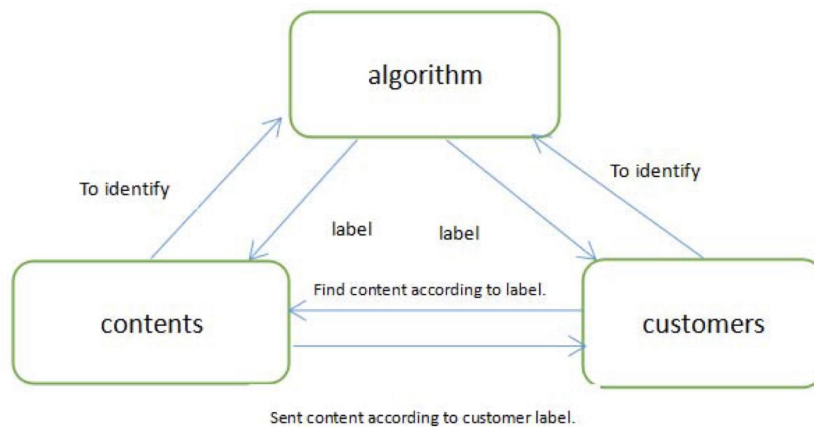 algorithm
To identify
To identify
label
label
Find content according to label.
contents
customers
Sent content according to customer label.